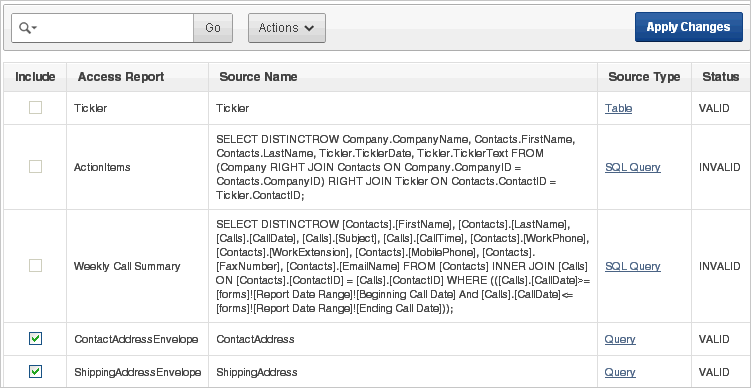 Go
Actions
Apply Changes
Include Access Report Source Name Source Type Status
Tickler Tickler Table VALID
SELECT DISTINCTROW Company.CompanyName, Contacts.FirstName,
Contacts.LastName, Tickler.TicklerDate, Tickler.TicklerText FROM
ActionItems (Company RIGHT JOIN Contacts ON Company.CompanyID = SQL Query INVALID
Contacts.CompanyID) RIGHT JOIN Tickler ON Contacts.ContactID =
Tickler.ContactID;
SELECT DISTINCTROW [Contacts].[FirstName], [Contacts].[LastName],
[Calls].[CallDate], [Calls].[Subject], [Calls].[CallTime], [Contacts].[WorkPhone],
[Contacts].[WorkExtension], [Contacts].[MobilePhone], [Contacts].
Weekly Call Summary [FaxNumber], [Contacts].[EmailName] FROM [Contacts] INNER JOIN [Calls] SQL Query INVALID
ON [Contacts].[ContactID] = [Calls].[ContactID] WHERE ((([Calls].[CallDate]>=
[forms]![Report Date Range]![Beginning Call Date] And [Calls].[CallDate]<=
[forms]![Report Date Range]![Ending Call Date]));
ContactAddressEnvelope ContactAddress Query VALID
ShippingAddressEnvelope ShippingAddress Query VALID